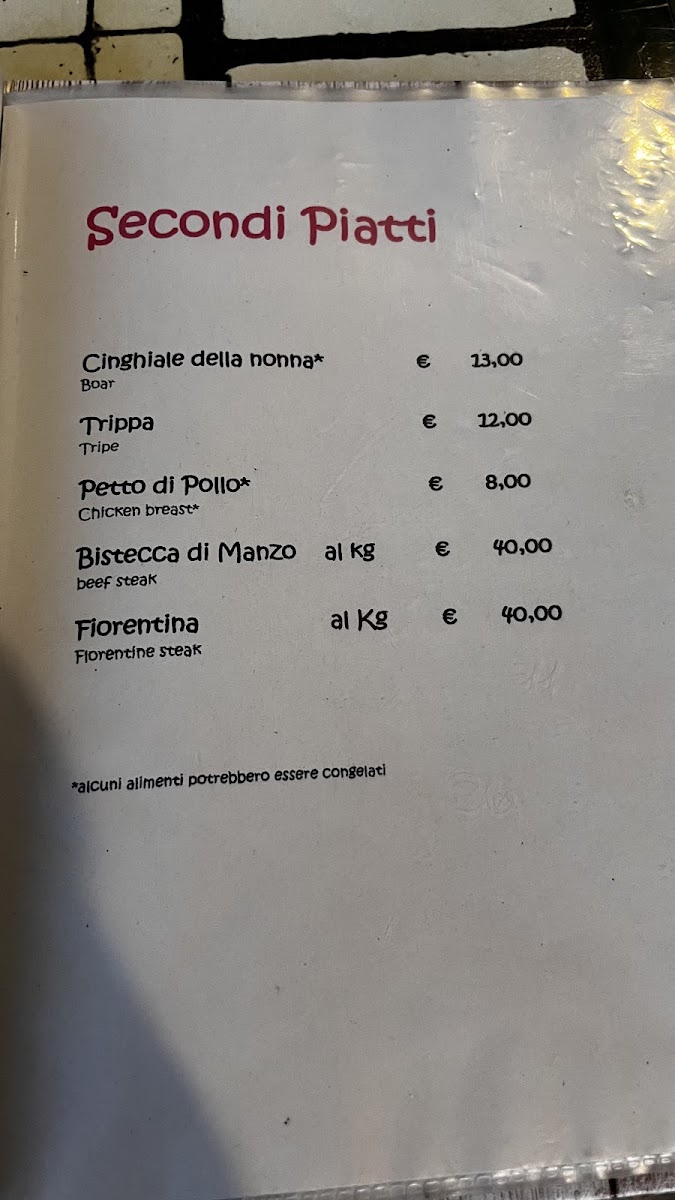 Secondi Piatti
Cinghiale della nonna* € 13,00
Boar
Trippa € 12,00
Tripe
Petto di Pollo* € 8,00
Chicken breast*
Bistecca di Manzo al kg € 40,00
beef steak
Fiorentina al Kg € 40,00
Florentine steak
*alcuni alimenti potrebbero essere congelati